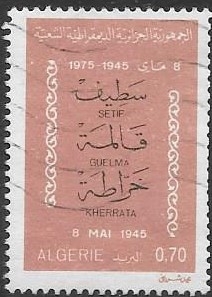 الجمهورية الجزائرية الديمقراطية الشعبية
1975-1945 ماي 8
سطيف
SETIF
قالمة
GUELMA
خراطة
KHERRATA
8 MAI 1945
ALGERIE البريد 0,70